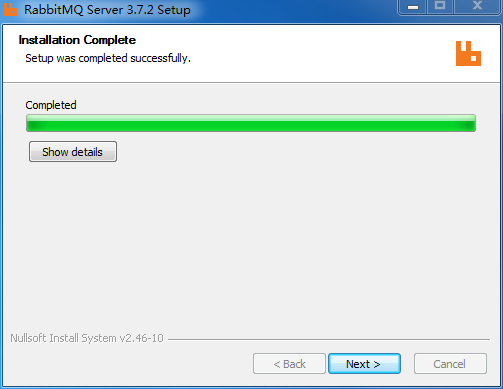 RabbitMQ Server 3.7.2 Setup
Installation Complete
Setup was completed successfully.
Completed
Show details
Nullsoft Install System v2.46-10
< Back
Next >
Cancel